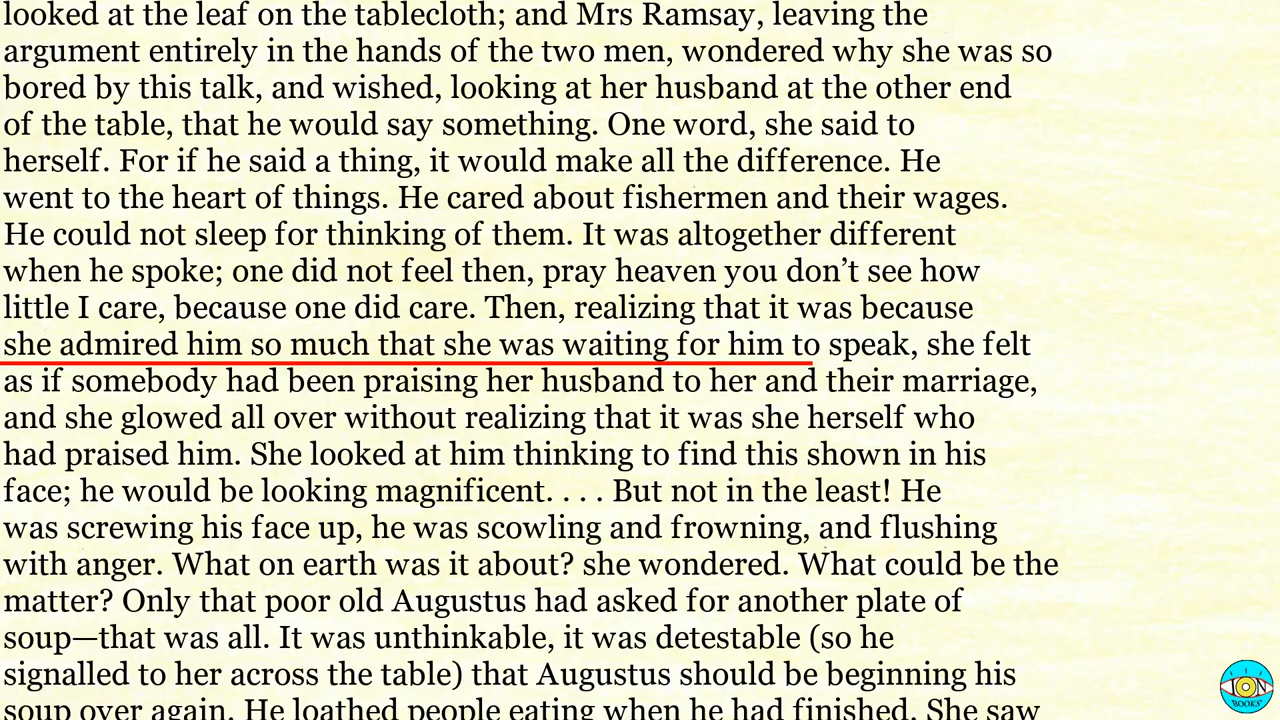 looked at the leaf on the tablecloth; and Mrs Ramsay, leaving the
argument entirely in the hands of the two men, wondered why she was so
bored by this talk, and wished, looking at her husband at the other end
of the table, that he would say something. One word, she said to
herself. For if he said a thing, it would make all the difference. He
went to the heart of things. He cared about fishermen and their wages.
He could not sleep for thinking of them. It was altogether different
when he spoke; one did not feel then, pray heaven you don’t see how
little I care, because one did care. Then, realizing that it was because
she admired him so much that she was waiting for him to speak, she felt
as if somebody had been praising her husband to her and their marriage,
and she glowed all over without realizing that it was she herself who
had praised him. She looked at him thinking to find this shown in his
face; he would be looking magnificent. . . . But not in the least! He
was screwing his face up, he was scowling and frowning, and flushing
with anger. What on earth was it about? she wondered. What could be the
matter? Only that poor old Augustus had asked for another plate of
soup—that was all. It was unthinkable, it was detestable (so he
signalled to her across the table) that Augustus should be beginning his
soup over again. He loathed people eating when he had finished. She saw
ION
BOOKS